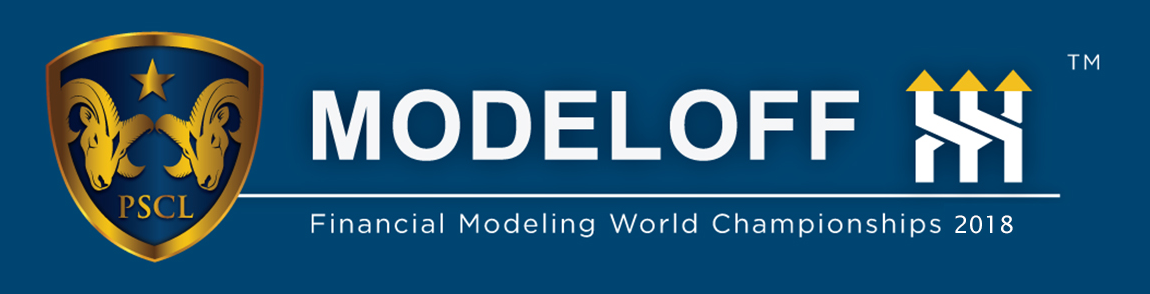 PSCL
MODELOFF
TM
Financial Modeling World Championships 2018